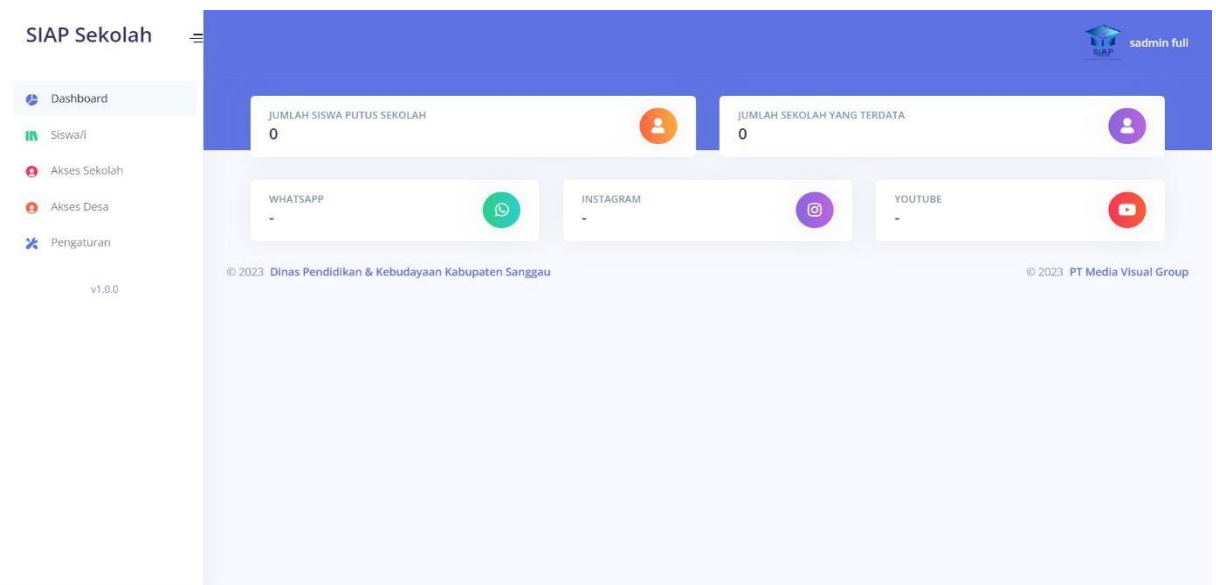 SIAP Sekolah
SIAP
sadmin full
Dashboard
Siswa/i
Akses Sekolah
Akses Desa
Pengaturan
v1.0.0
JUMLAH SISWA PUTUS SEKOLAH
0
JUMLAH SEKOLAH YANG TERDATA
0
WHATSAPP
-
INSTAGRAM
-
YOUTUBE
-
© 2023 Dinas Pendidikan & Kebudayaan Kabupaten Sanggau
© 2023 PT Media Visual Group